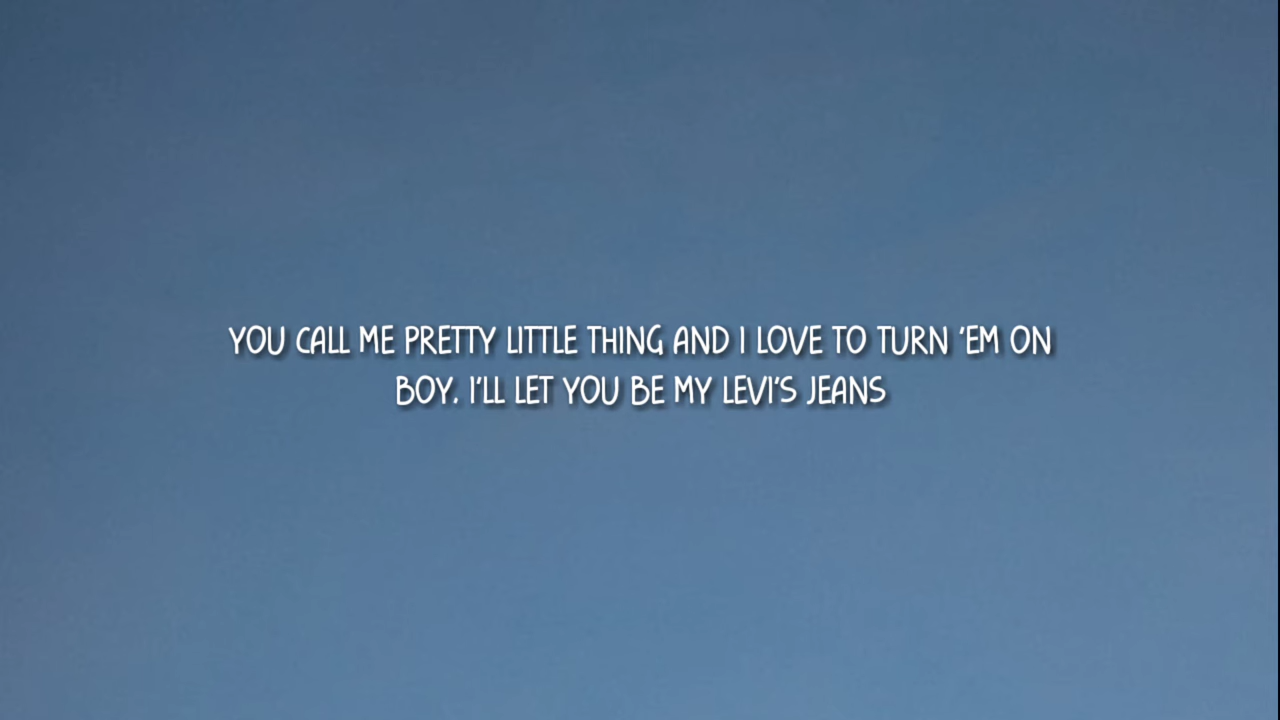 YOU CALL ME PRETTY LITTLE THING AND I LOVE TO TURN 'EM ON
BOY, I'LL LET YOU BE MY LEVI'S JEANS